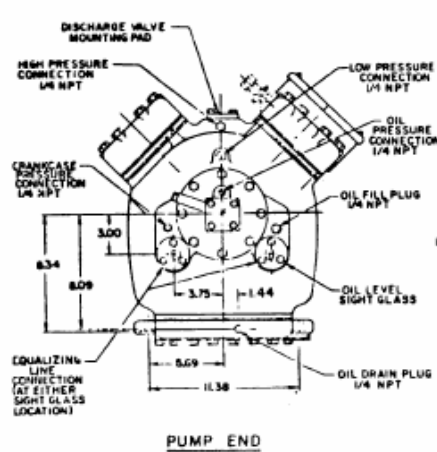 DISCHARGE VALVE
MOUNTING PAD
HIGH PRESSURE
CONNECTION
1/4 NPT
LOW PRESSURE
CONNECTION
1/4 NPT
OIL
PRESSURE
CONNECTION
1/4 NPT
CRANKCASE
PRESSURE
CONNECTION
1/4 NPT
OIL FILL PLUG
1/4 NPT
3.00
8.34
8.09
3.75
1.44
OIL LEVEL
SIGHT GLASS
EQUALIZING
LINE
CONNECTION
(AT EITHER
SIGHT GLASS
LOCATION)
5.69
11.38
OIL DRAIN PLUG
1/4 NPT
PUMP END